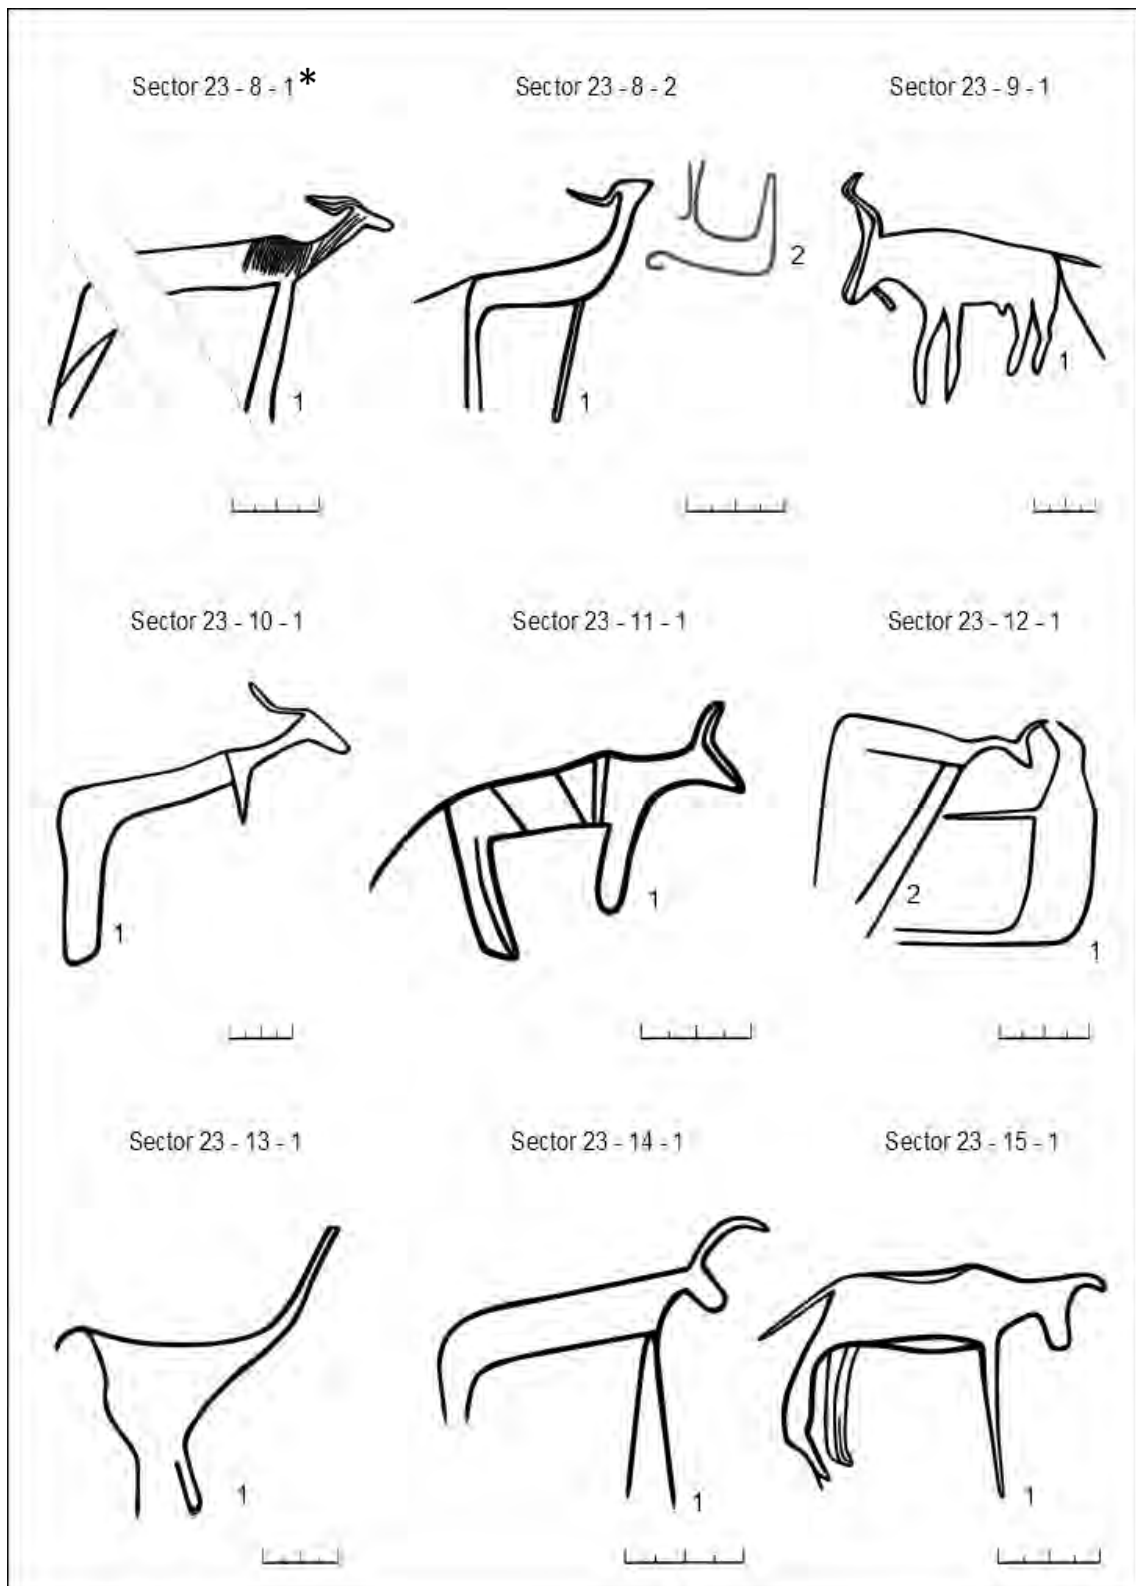 Sector 23 - 8 - 1 *
Sector 23 - 8 - 2
Sector 23 - 9 - 1
1
1
2
1
Sector 23 - 10 - 1
Sector 23 - 11 - 1
Sector 23 - 12 - 1
1
1
2
1
Sector 23 - 13 - 1
Sector 23 - 14 - 1
Sector 23 - 15 - 1
1
1
1